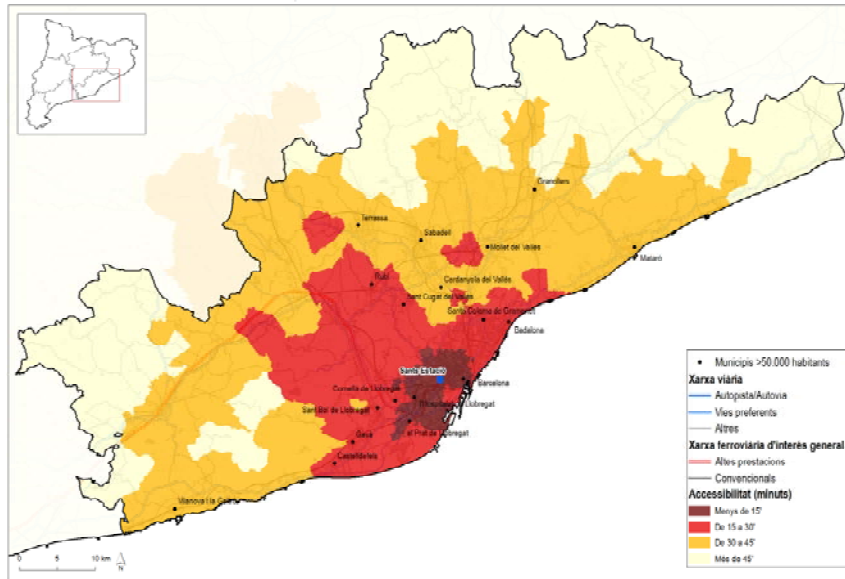 Granollers
Terrassa
Sabadell
Mollet del Vallès
Mataró
Rubí
Cerdanyola del Vallès
Sant Cugat del Vallès
Santa Coloma de Gramenet
Badalona
Sants Estació
Barcelona
Cornellà de Llobregat
L'Hospitalet de Llobregat
Sant Boi de Llobregat
el Prat de Llobregat
Gavà
Castelldefels
Vilanova i la Geltrú
Municipis >50.000 habitants
Xarxa viària
Autopata/Autovia
Vies preferents
Altres
Xarxa ferroviària d'interès general
Altes prestacions
Convencionals
Accessibilitat (minuts)
Menys de 15'
De 15 a 30'
De 30 a 45'
Més de 45'
0 5 10 km
N